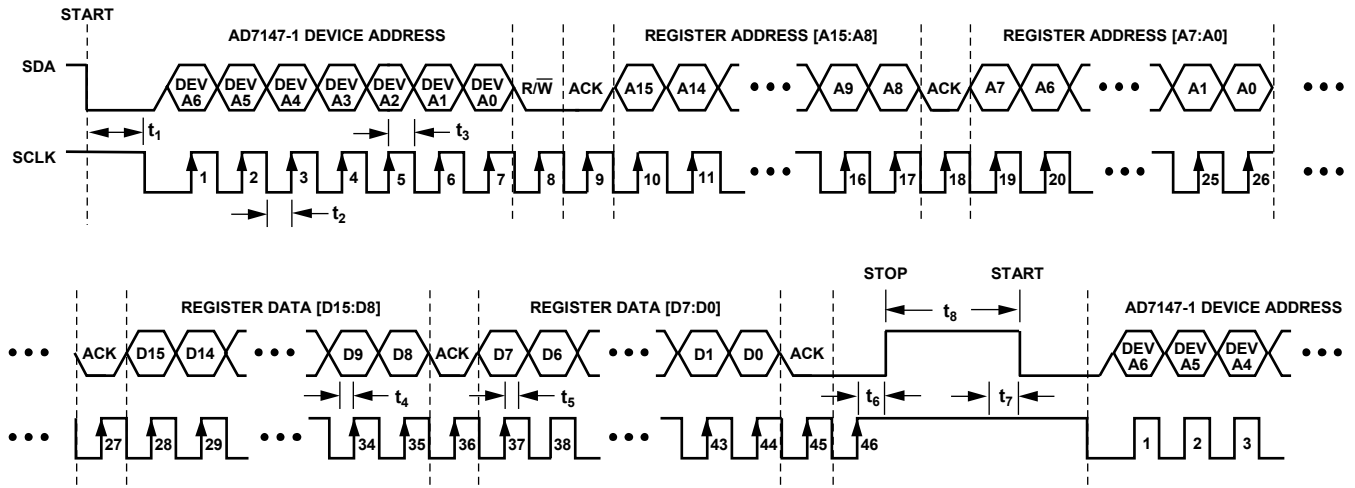 START
AD7147-1 DEVICE ADDRESS REGISTER ADDRESS [A15:A8] REGISTER ADDRESS [A7:A0]
SDA DEV A6 DEV A5 DEV A4 DEV A3 DEV A2 DEV A1 DEV A0 R/W ACK A15 A14 ••• A9 A8 ACK A7 A6 ••• A1 A0 •••
t1 t3
SCLK 1 2 3 4 5 6 7 8 9 10 11 ••• 16 17 18 19 20 ••• 25 26 •••
t2
STOP START
REGISTER DATA [D15:D8] REGISTER DATA [D7:D0] t8 AD7147-1 DEVICE ADDRESS
••• ACK D15 D14 ••• D9 D8 ACK D7 D6 ••• D1 D0 ACK DEV A6 DEV A5 DEV A4 •••
t4 t5 t6 t7
••• 27 28 29 ••• 34 35 36 37 38 ••• 43 44 45 46 1 2 3